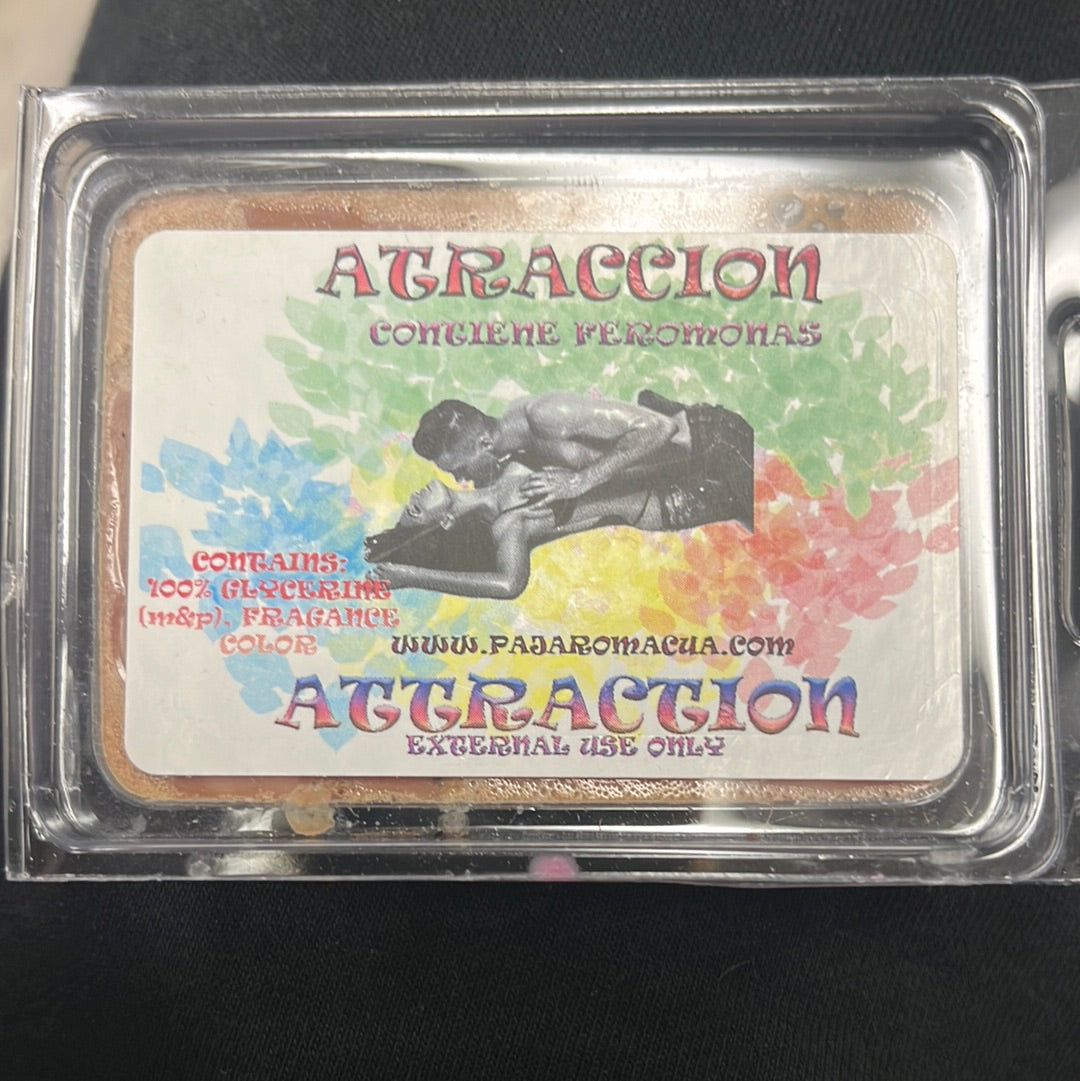 ATRACCION
CONTIENE FEROMONAS
CONTAINS:
100% GLYCERINE
(m&p), FRAGANCE
COLOR
WWW.PAJAROMACUA.COM
ATTRACTION
EXTERNAL USE ONLY